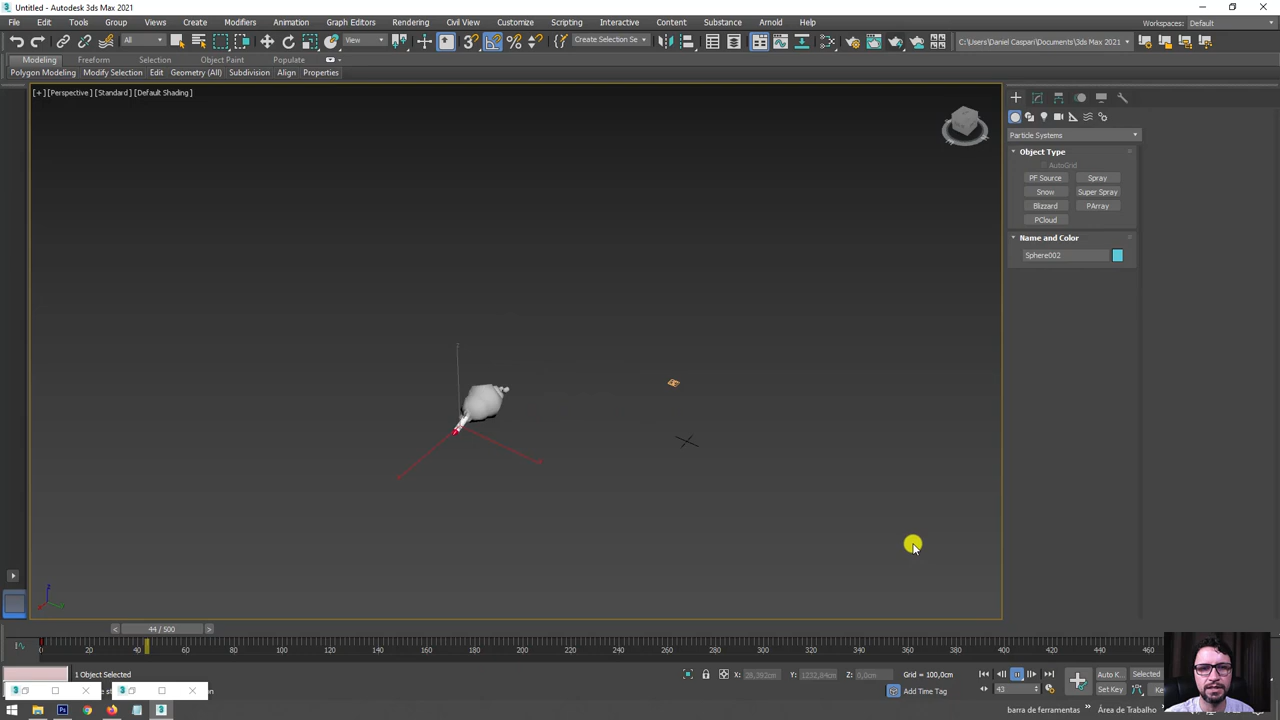 Untitled - Autodesk 3ds Max 2021
File Edit Tools Group Views Create Modifiers Animation Graph Editors Rendering Civil View Customize Scripting Interactive Content Substance Arnold Help Workspaces: Default
All View Create Selection Se C:\Users\Daniel Caspari\Documents\3ds Max 2021
Modeling Freeform Selection Object Paint Populate
Polygon Modeling Modify Selection Edit Geometry (All) Subdivision Align Properties
[+] [Perspective] [Standard] [Default Shading]
Particle Systems
Object Type
AutoGrid
PF Source Spray
Snow Super Spray
Blizzard PArray
PCloud
Name and Color
Sphere002
< 44 / 500 >
0 20 40 60 80 100 120 140 160 180 200 220 240 260 280 300 320 340 360 380 400 420 440 460
1 Object Selected X: 28,392cm Y: 1232,84cm Z: 0,0cm Grid = 100,0cm Auto K Selected
Add Time Tag 43 Set Key
barra de ferramentas Área de Trabalho